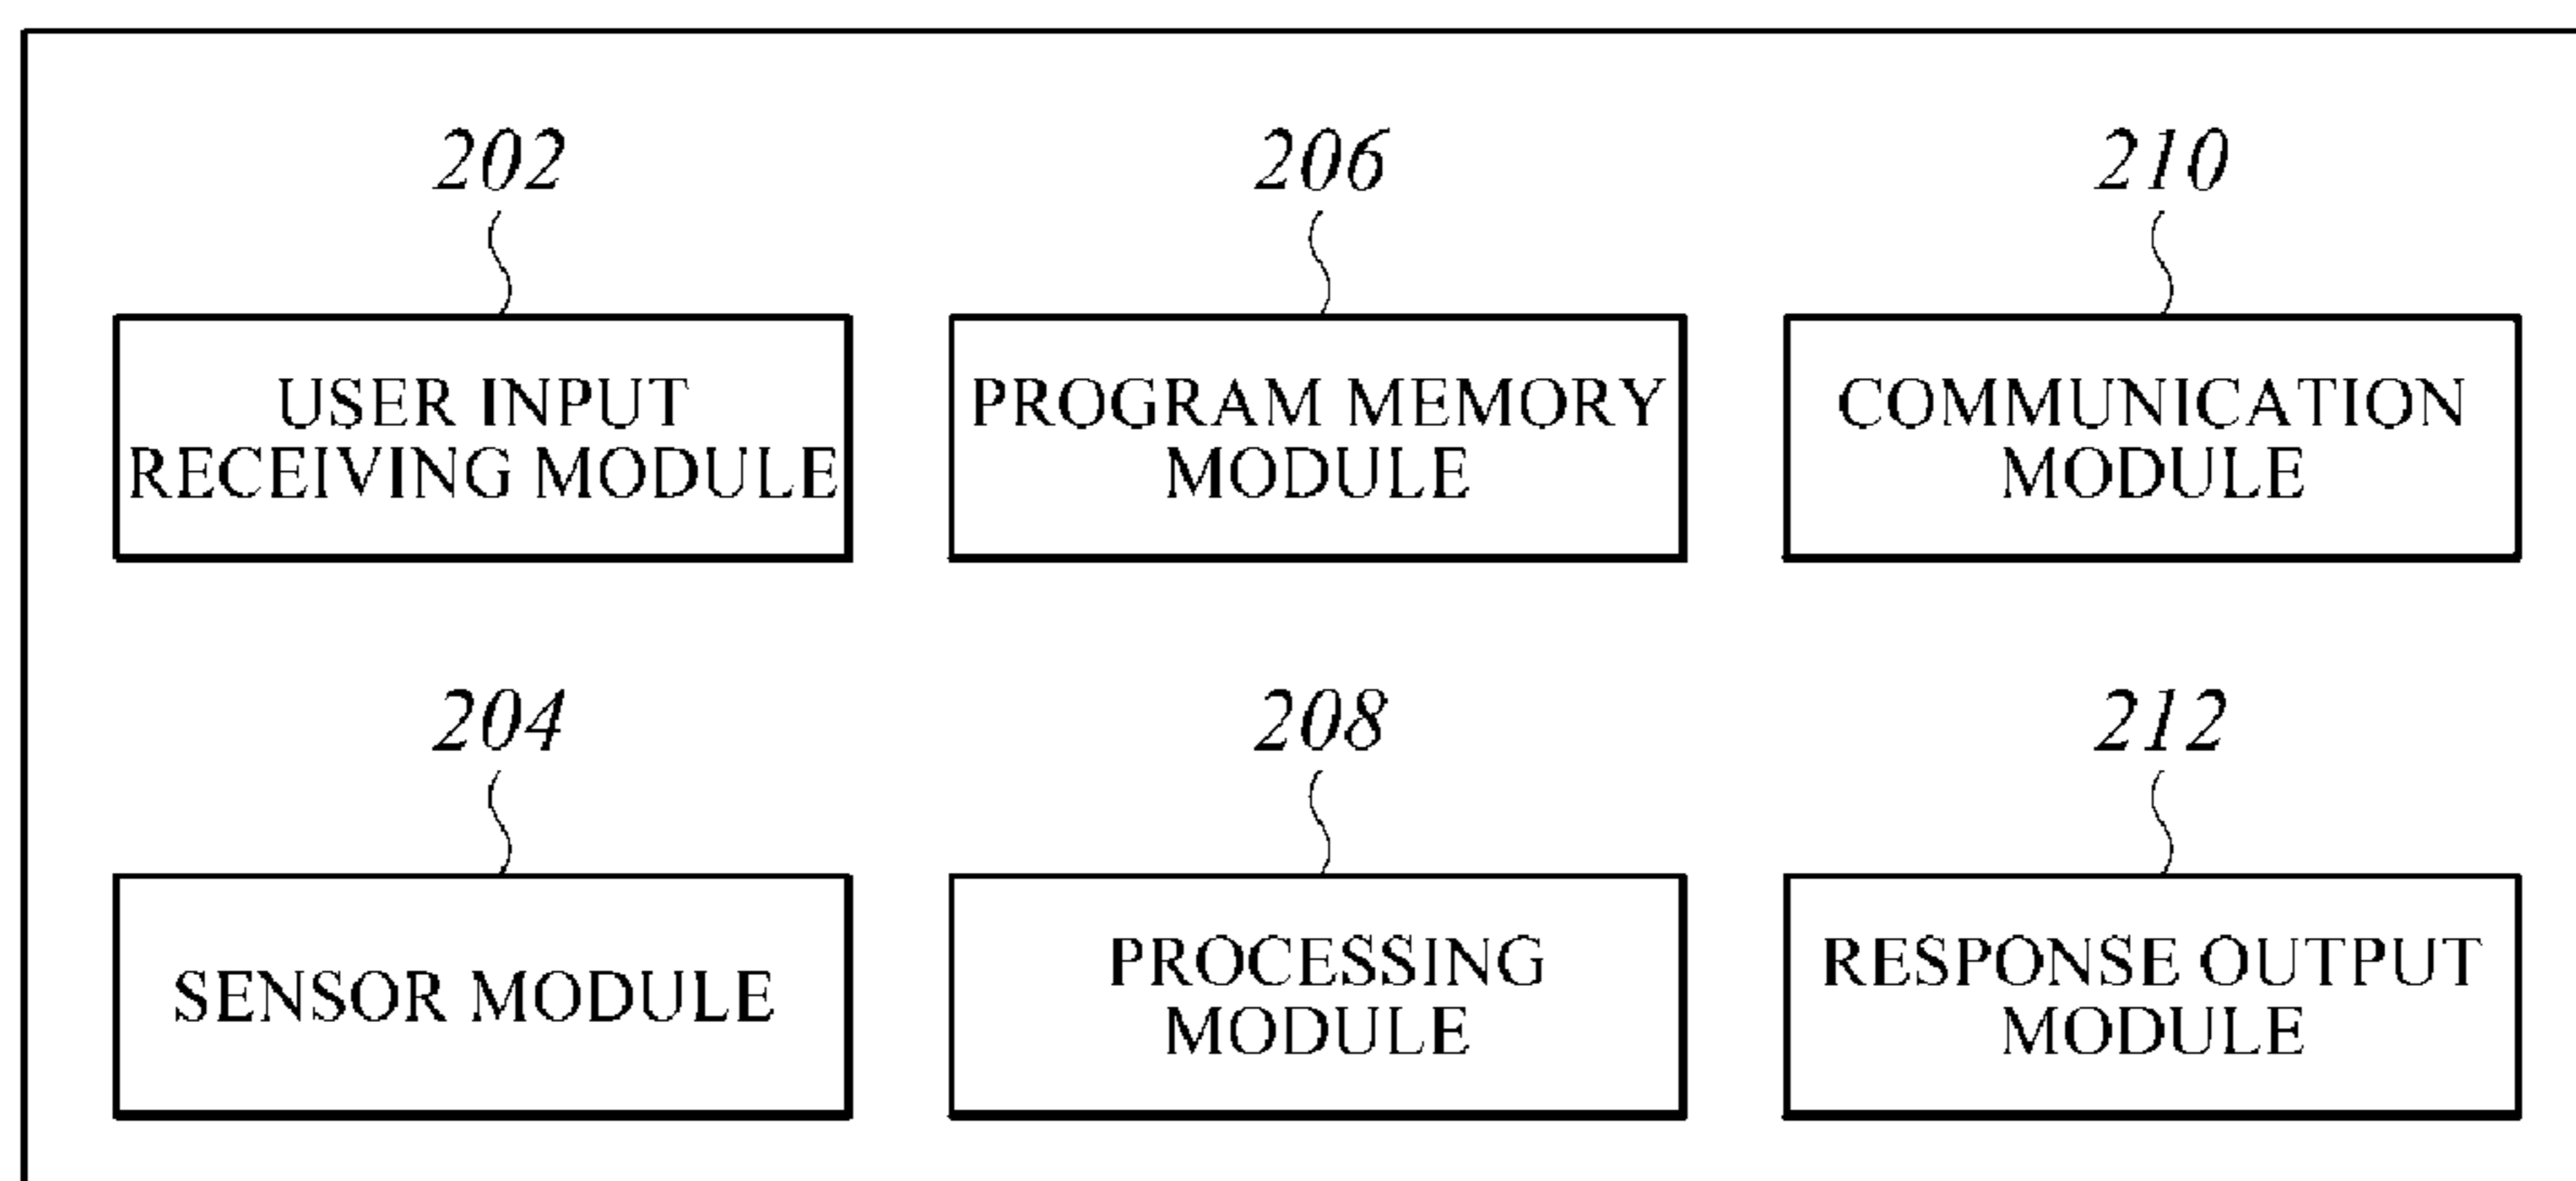 202
206
210
USER INPUT
RECEIVING MODULE
PROGRAM MEMORY
MODULE
COMMUNICATION
MODULE
204
208
212
SENSOR MODULE
PROCESSING
MODULE
RESPONSE OUTPUT
MODULE